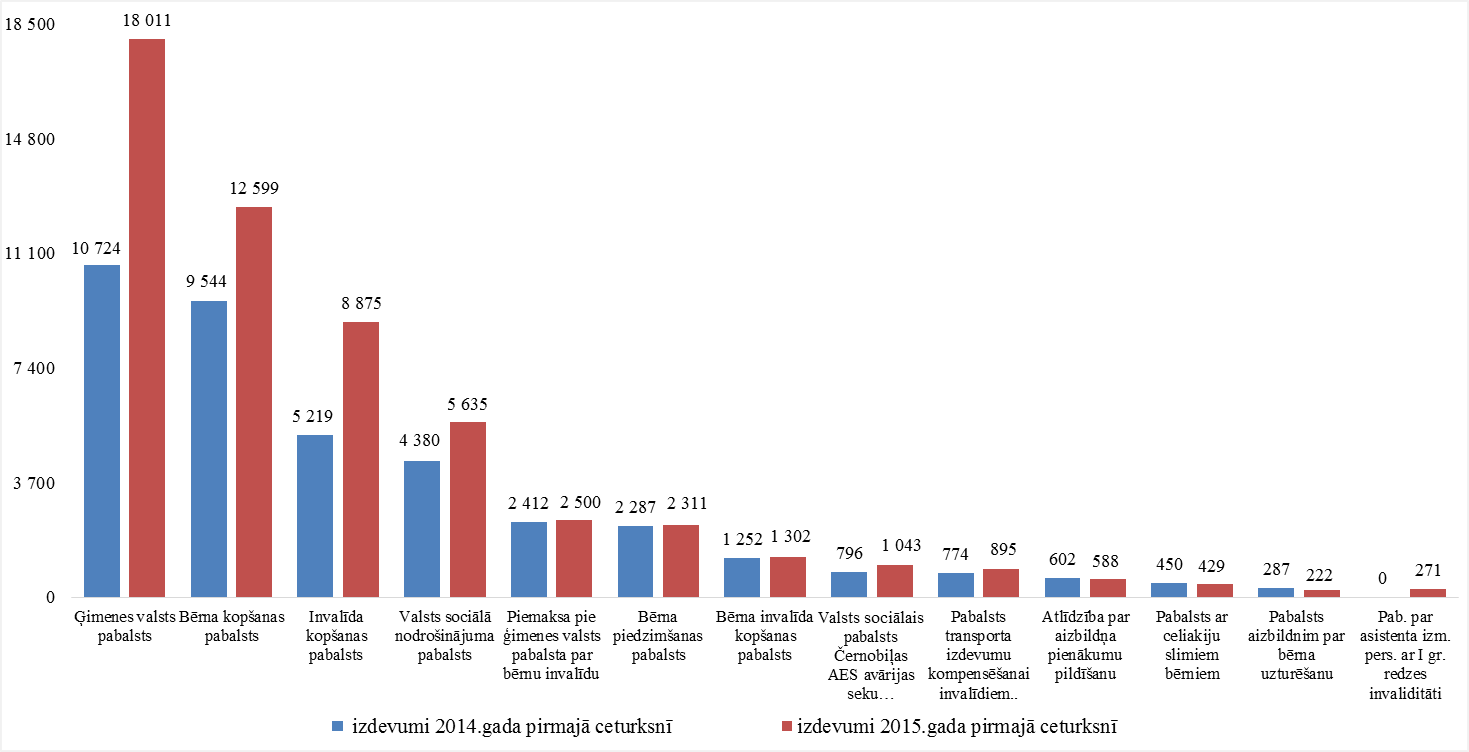 18 500
14 800
11 100
7 400
3 700
0
10 724
18 011
9 544
12 599
5 219
8 875
4 380
5 635
2 412
2 500
2 287
2 311
1 252
1 302
796
1 043
774
895
602
588
450
429
287
222
0
271
Ģimenes valsts
pabalsts
Bērna kopšanas
pabalsts
Invalīda
kopšanas
pabalsts
Valsts sociālā
nodrošinājuma
pabalsts
Piemaksa pie
ģimenes valsts
pabalsta par
bērnu invalīdu
Bērna
piedzimšanas
pabalsts
Bērna invalīda
kopšanas
pabalsts
Valsts sociālais
pabalsts
Černobiļas
AES avārijas
seku…
Pabalsts
transporta
izdevumu
kompensēšanai
invalīdiem..
Atlīdzība par
aizbildņa
pienākumu
pildīšanu
Pabalsts ar
celiakiju
slimiem
bērniem
Pabalsts
aizbildnim par
bērna
uzturēšanu
Pab. par
asistenta izm.
pers. ar I gr.
redzes
invaliditāti
izdevumi 2014.gada pirmajā ceturksnī
izdevumi 2015.gada pirmajā ceturksnī